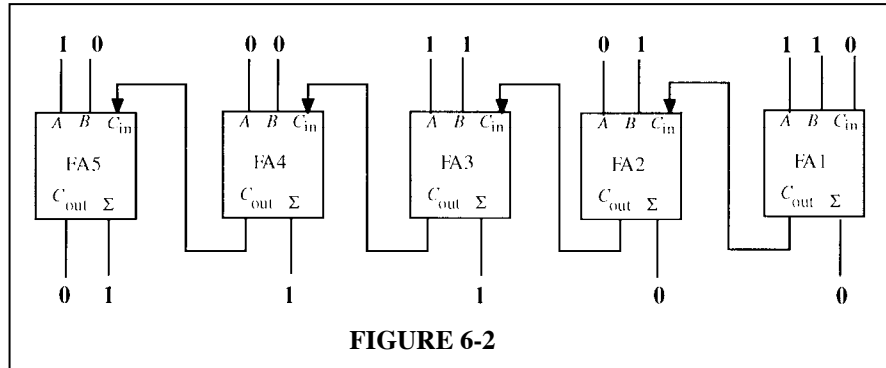 1 0 0 0 1 1 0 1 1 1 0
A B Cin A B Cin A B Cin A B Cin A B Cin
FA5 FA4 FA3 FA2 FA1
Cout Σ Cout Σ Cout Σ Cout Σ Cout Σ
0 1 1 1 0 0
FIGURE 6-2